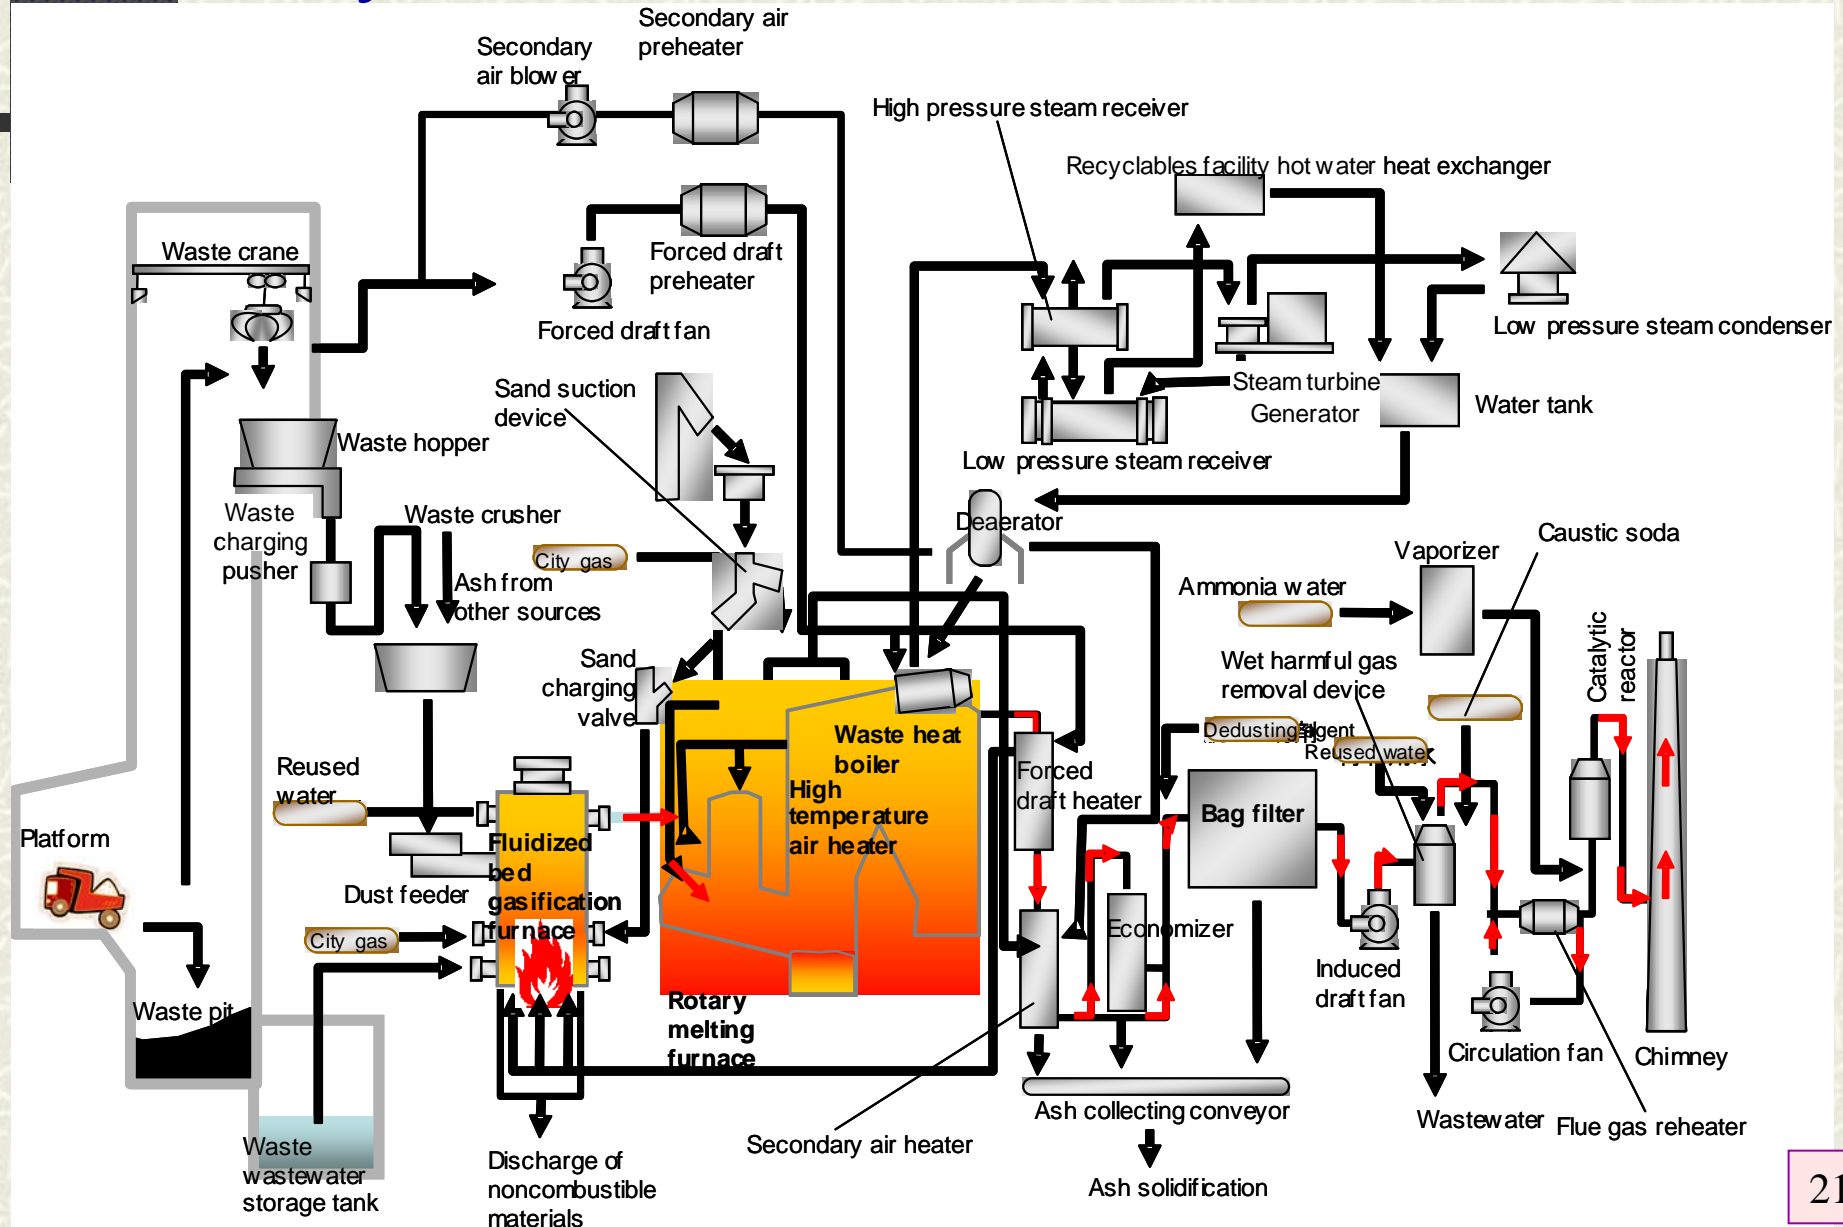 Secondary air
preheater
Secondary
air blower
High pressure steam receiver
Recyclables facility hot water heat exchanger
Waste crane
Forced draft
preheater
Forced draft fan
Low pressure steam condenser
Sand suction
device
Steam turbine
Generator
Water tank
Waste hopper
Low pressure steam receiver
Waste
charging
pusher
Waste crusher
Deaerator
Caustic soda
City gas
Vaporizer
Ash from
other sources
Ammonia water
Catalytic
reactor
Sand
charging
valve
Wet harmful gas
removal device
Waste heat
boiler
Dedusting agent
Reused water
Reused
water
Forced
draft heater
High
temperature
air heater
Bag filter
Platform
Fluidized
bed
gasification
furnace
Dust feeder
City gas
Economizer
Induced
draft fan
Waste pit
Rotary
melting
furnace
Circulation fan
Chimney
Ash collecting conveyor
Wastewater
Flue gas reheater
Waste
wastewater
storage tank
Secondary air heater
Discharge of
noncombustible
materials
Ash solidification
21